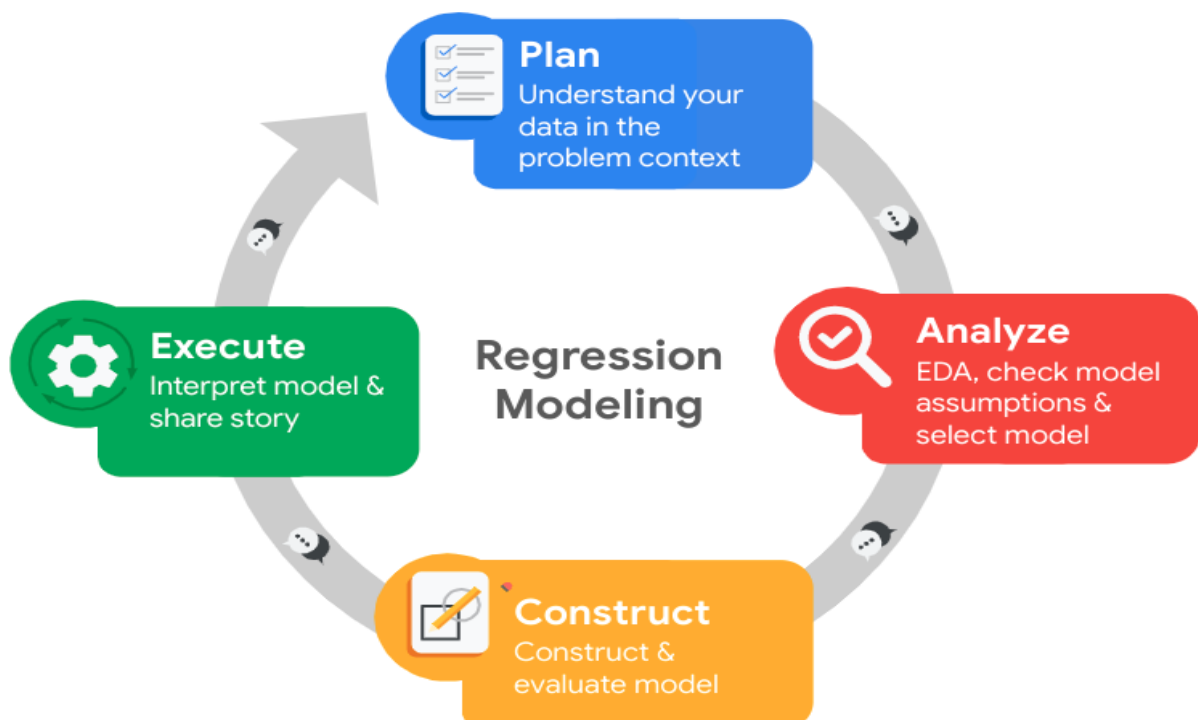 Plan
Understand your
data in the
problem context
Analyze
EDA, check model
assumptions &
select model
Construct
Construct &
evaluate model
Execute
Interpret model &
share story
Regression
Modeling